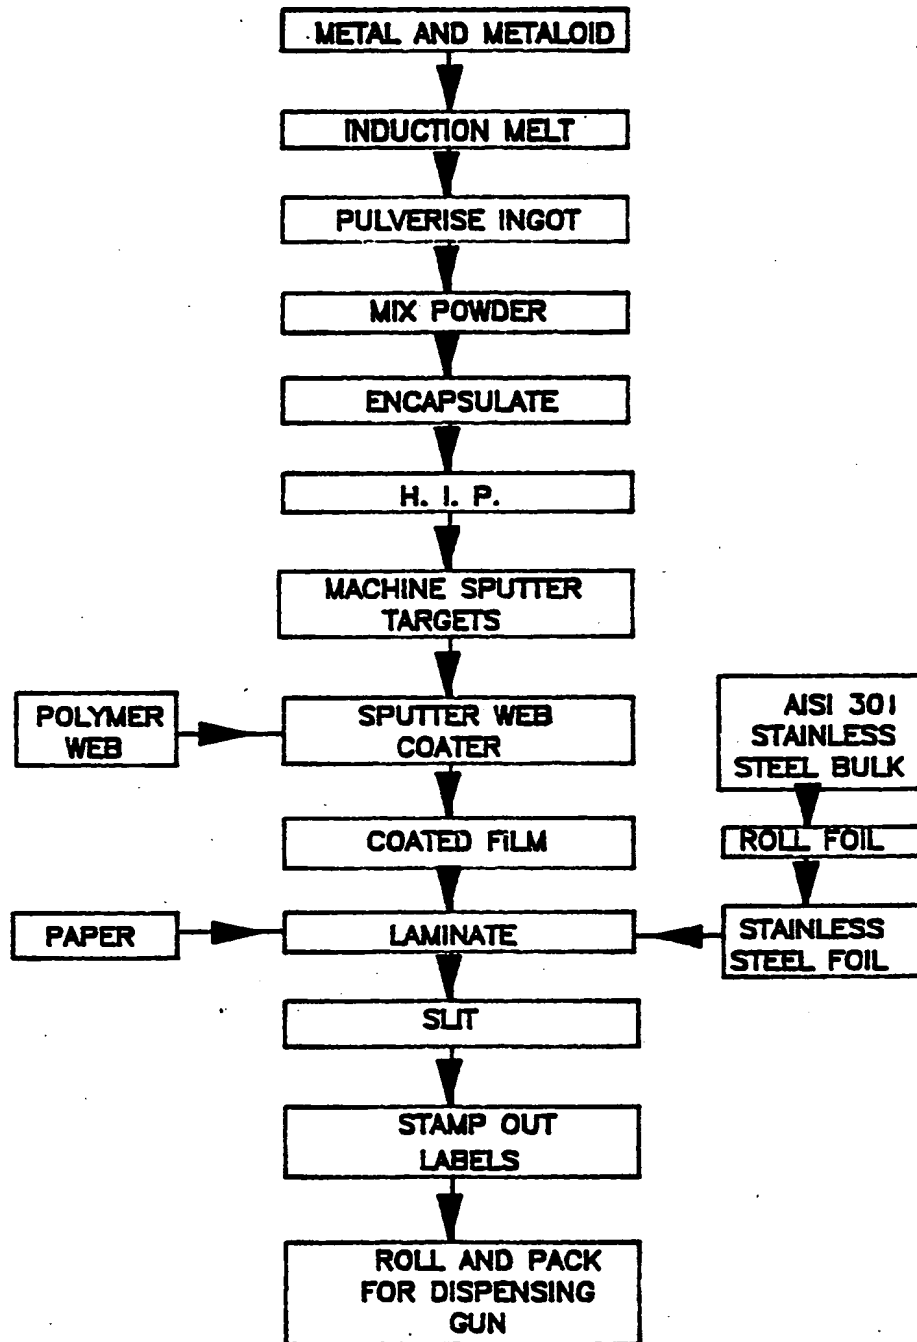 METAL AND METALOID
INDUCTION MELT
PULVERISE INGOT
MIX POWDER
ENCAPSULATE
H. I. P.
MACHINE SPUTTER
TARGETS
POLYMER
WEB
SPUTTER WEB
COATER
AISI 301
STAINLESS
STEEL BULK
COATED FILM
ROLL FOIL
PAPER
LAMINATE
STAINLESS
STEEL FOIL
SLIT
STAMP OUT
LABELS
ROLL AND PACK
FOR DISPENSING
GUN